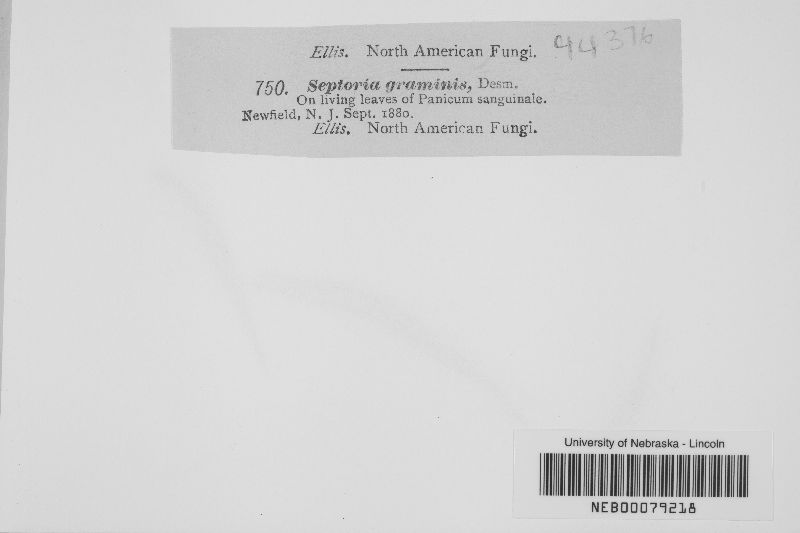 Ellis. North American Fungi. 44376
750. Septoria graminis, Desm.
On living leaves of Panicum sanguinale.
Newfield, N. J. Sept. 1880.
Ellis. North American Fungi.
University of Nebraska - Lincoln
NEB00079218